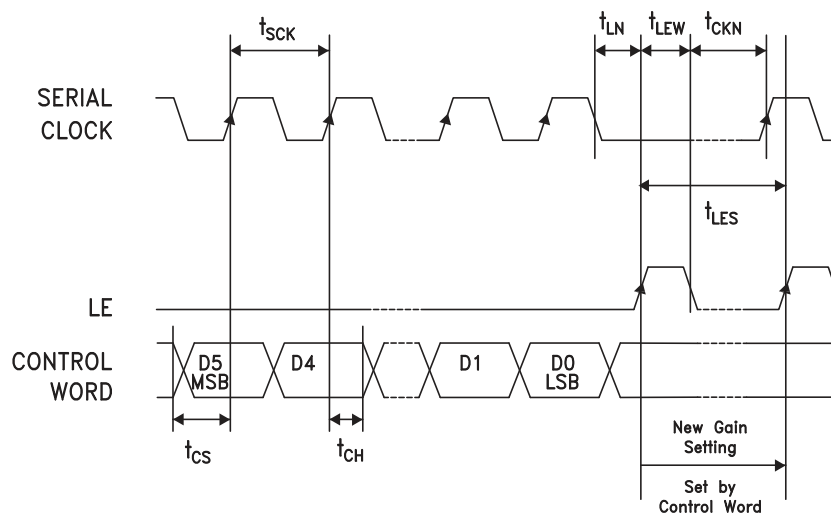 tSCK
tLN
tLEW
tCKN
SERIAL
CLOCK
tLES
LE
CONTROL
WORD
D5
MSB
D4
D1
D0
LSB
tCS
tCH
New Gain
Setting
Set by
Control Word